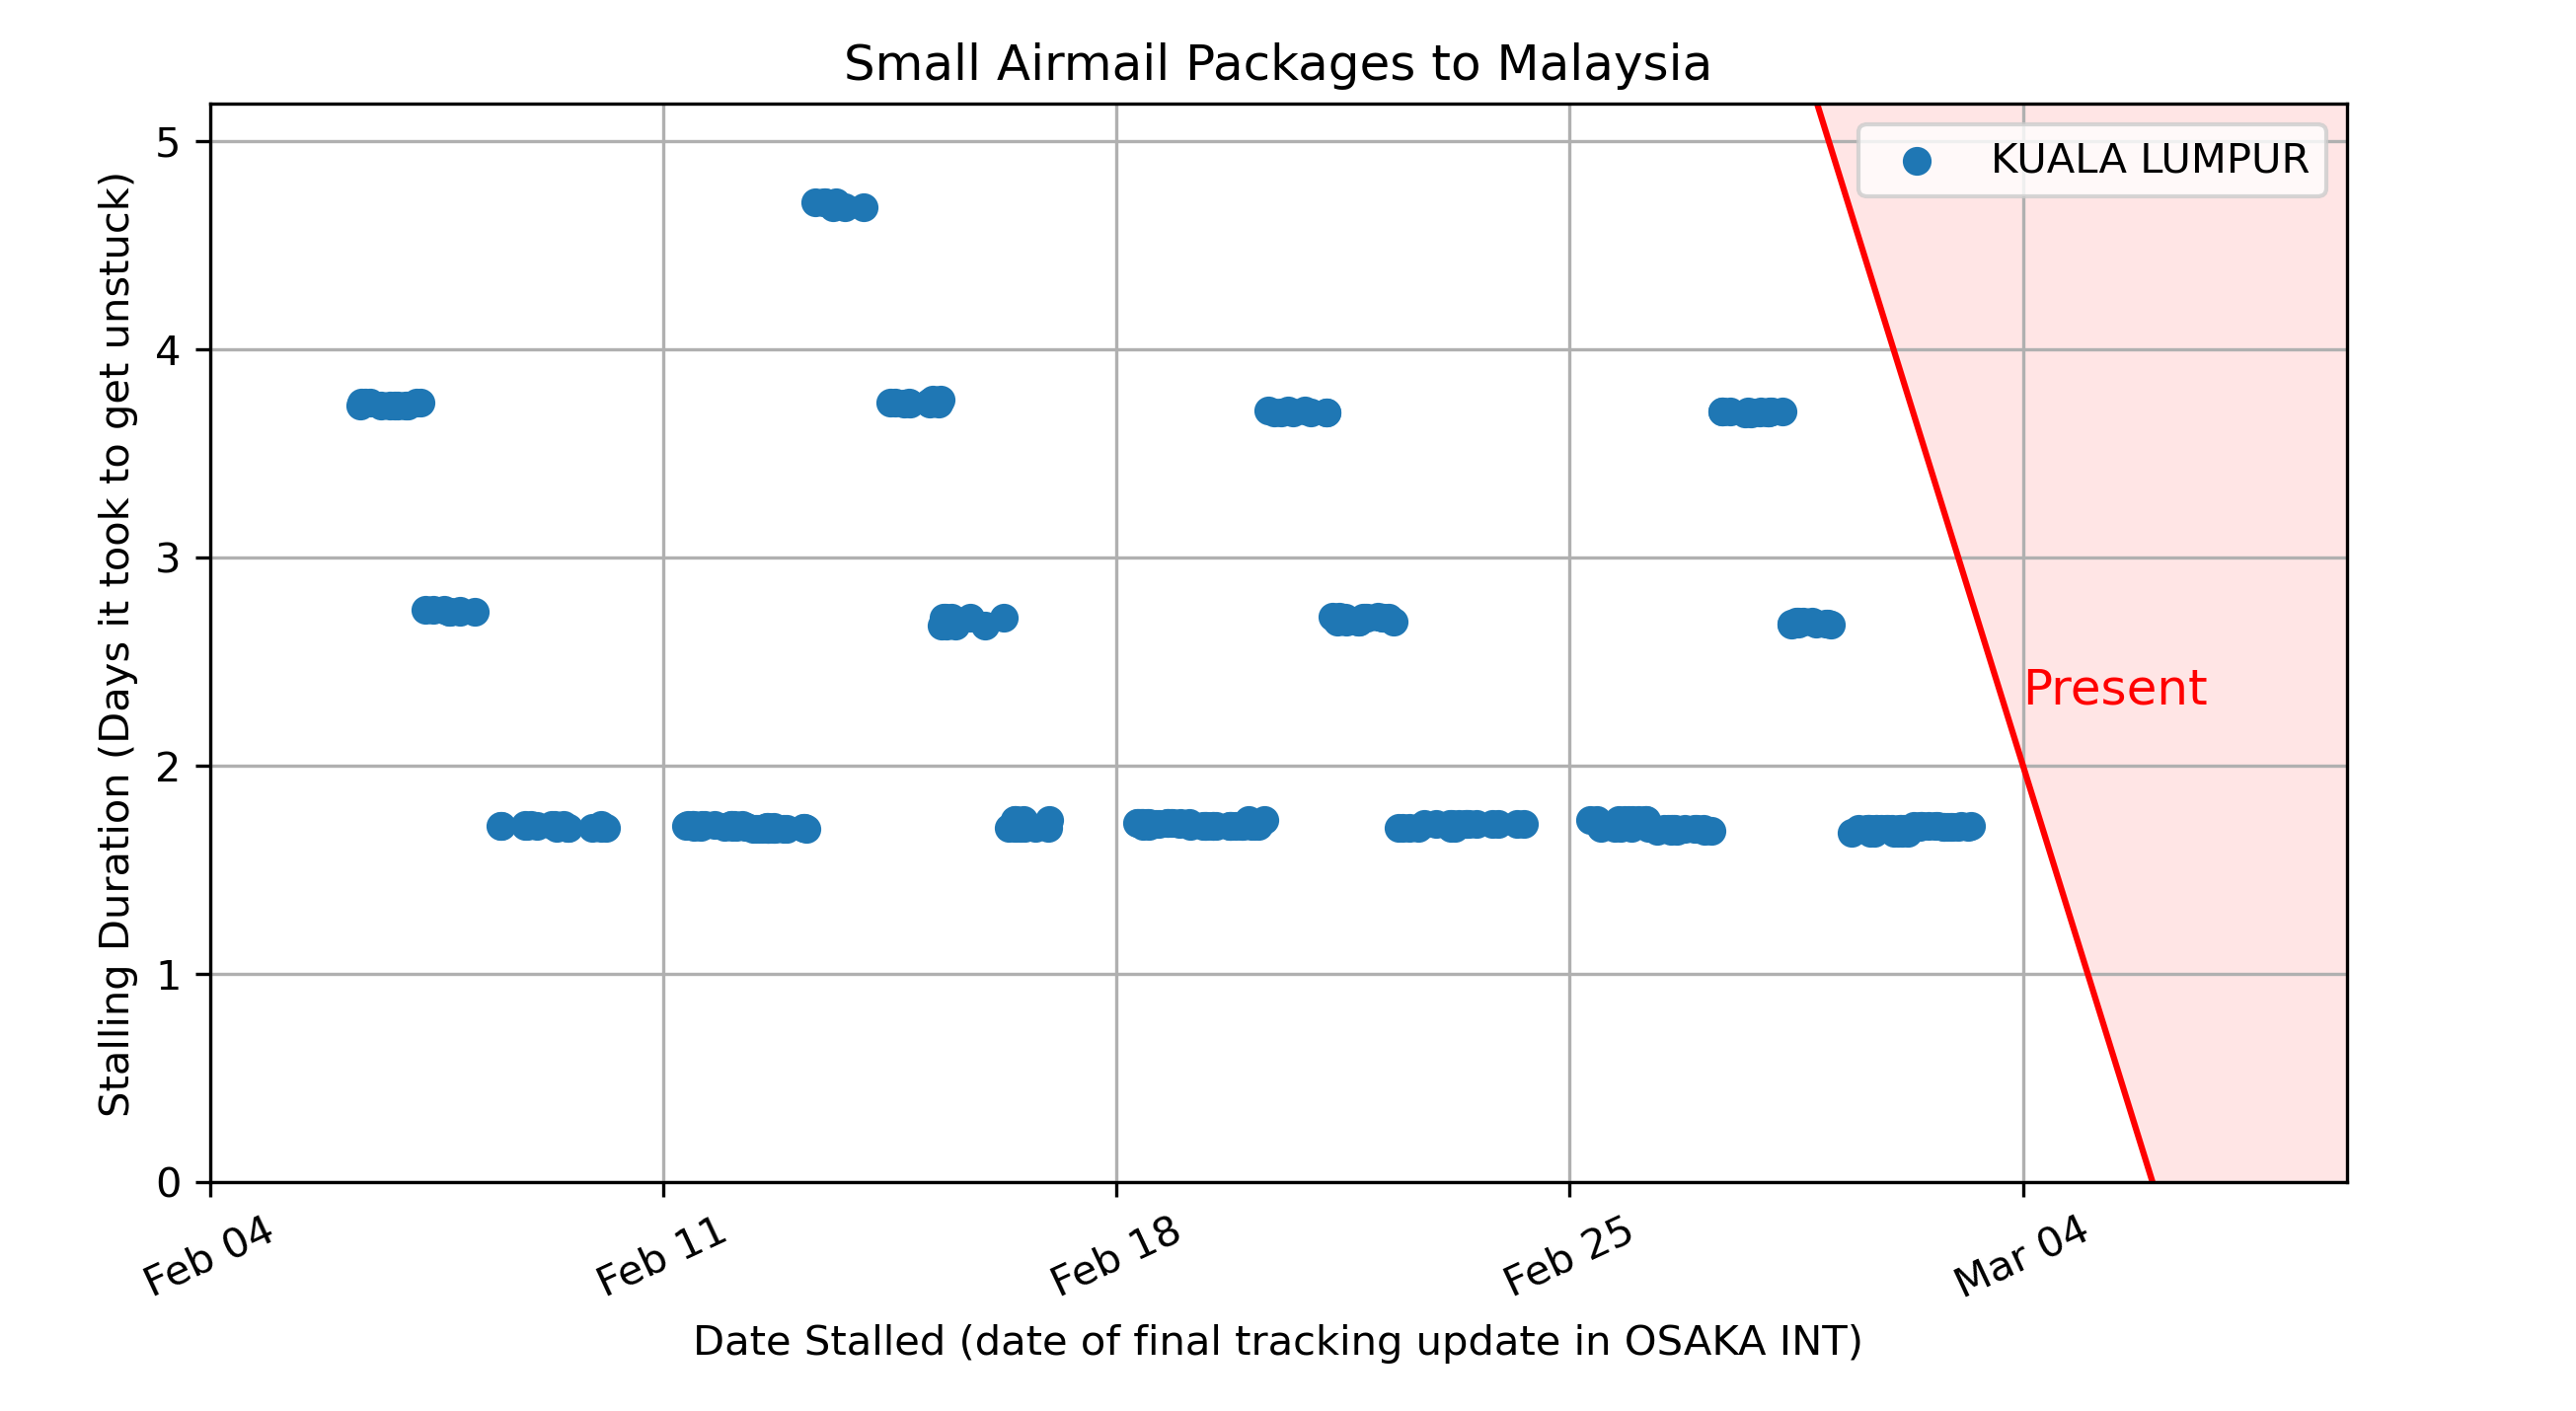 Small Airmail Packages to Malaysia
Stalling Duration (Days it took to get unstuck)
5
4
3
2
1
0
KUALA LUMPUR
Present
Feb 04
Feb 11
Feb 18
Feb 25
Mar 04
Date Stalled (date of final tracking update in OSAKA INT)